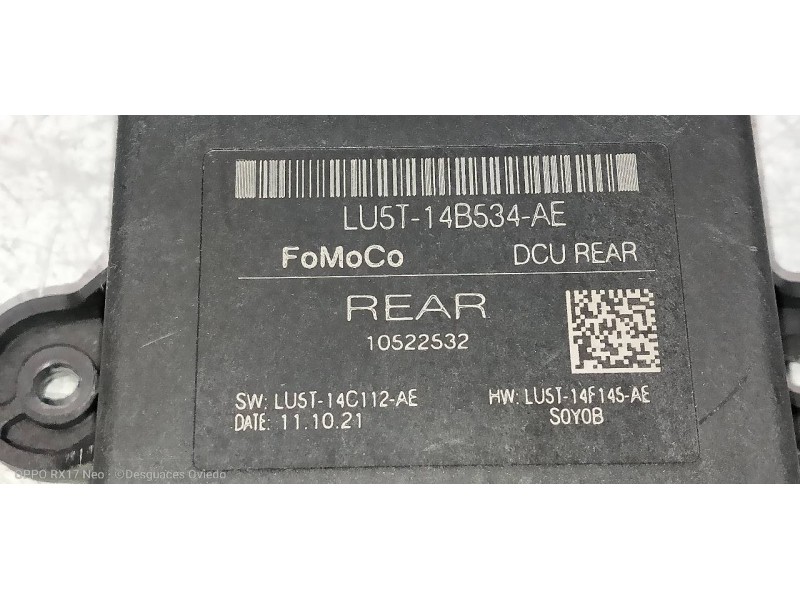 LU5T-14B534-AE
FoMoCo DCU REAR
REAR
10522532
SW: LU5T-14C112-AE HW: LU5T-14F145-AE
DATE: 11.10.21 S0Y0B
OPPO RX17 Neo · ©Desguaces Oviedo